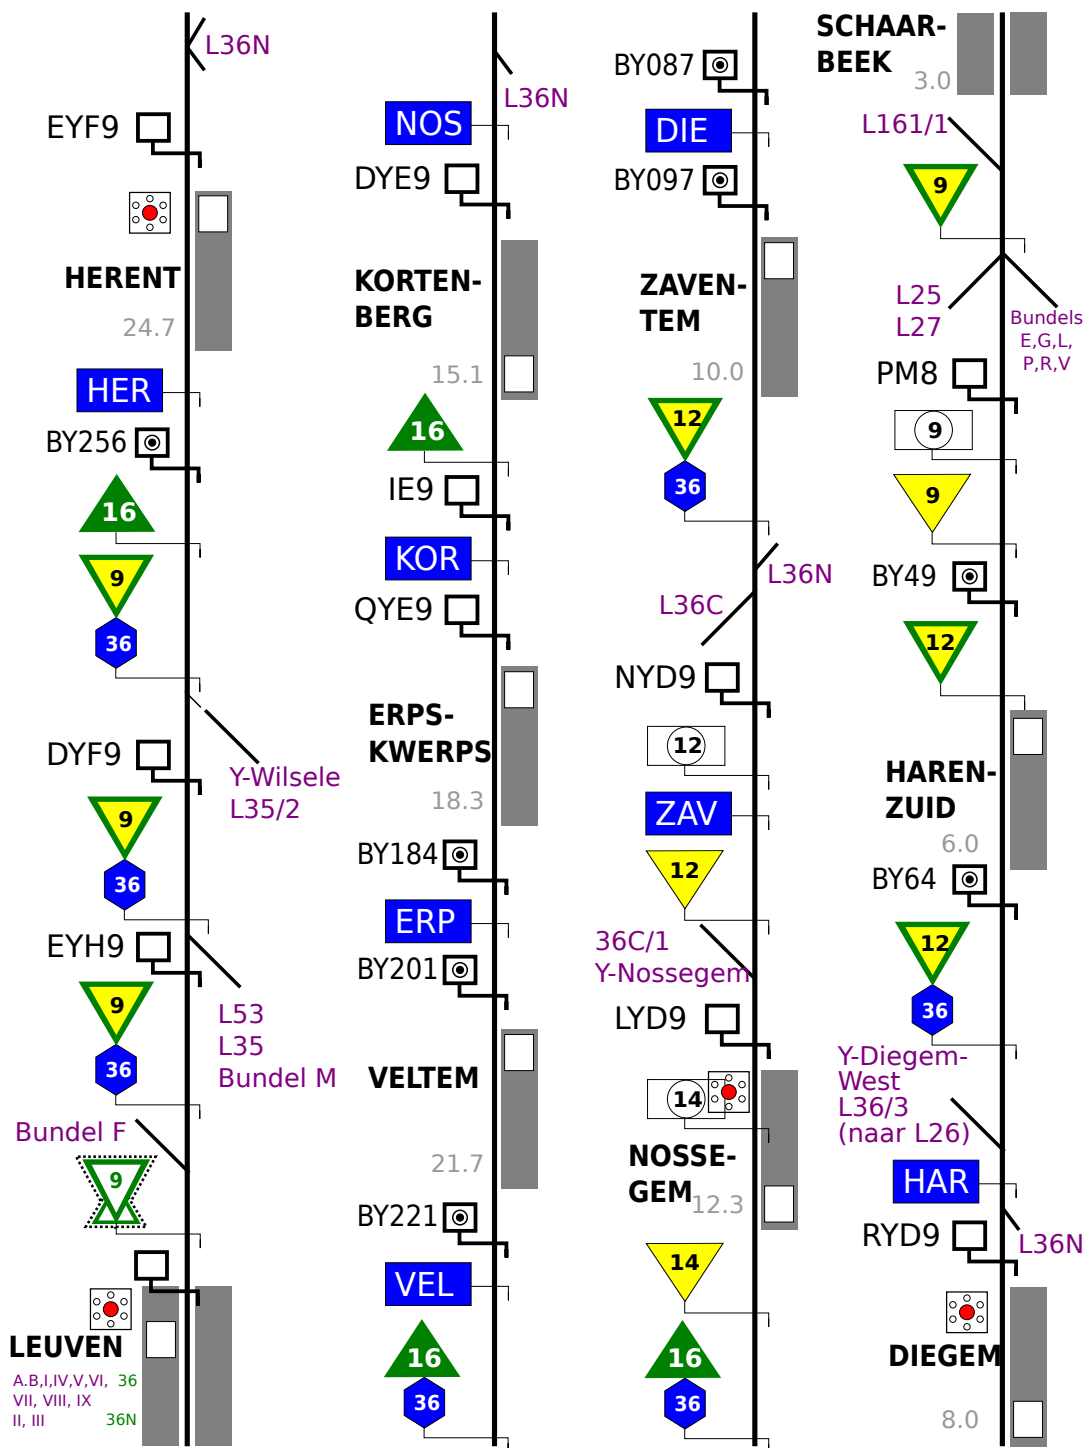 L36N
EYF9
HERENT
24.7
HER
BY256
16
9
36
Y-Wilsele
L35/2
DYF9
9
36
EYH9
L53
L35
Bundel M
9
36
Bundel F
9
LEUVEN
A.B,I,IV,V,VI, 36
VII, VIII, IX
II, III 36N
L36N
NOS
DYE9
KORTEN-
BERG
15.1
16
IE9
KOR
QYE9
ERPS-
KWERPS
18.3
BY184
ERP
BY201
VELTEM
21.7
BY221
VEL
16
36
BY087
DIE
BY097
ZAVEN-
TEM
10.0
12
36
L36N
L36C
NYD9
12
ZAV
12
36C/1
Y-Nossegem
LYD9
14
NOSSE-
GEM
12.3
14
16
36
SCHAAR-
BEEK
3.0
L161/1
9
L25
L27
Bundels
E,G,L,
P,R,V
PM8
9
9
BY49
12
HAREN-
ZUID
6.0
BY64
12
36
Y-Diegem-
West
L36/3
(naar L26)
HAR
RYD9
L36N
DIEGEM
8.0